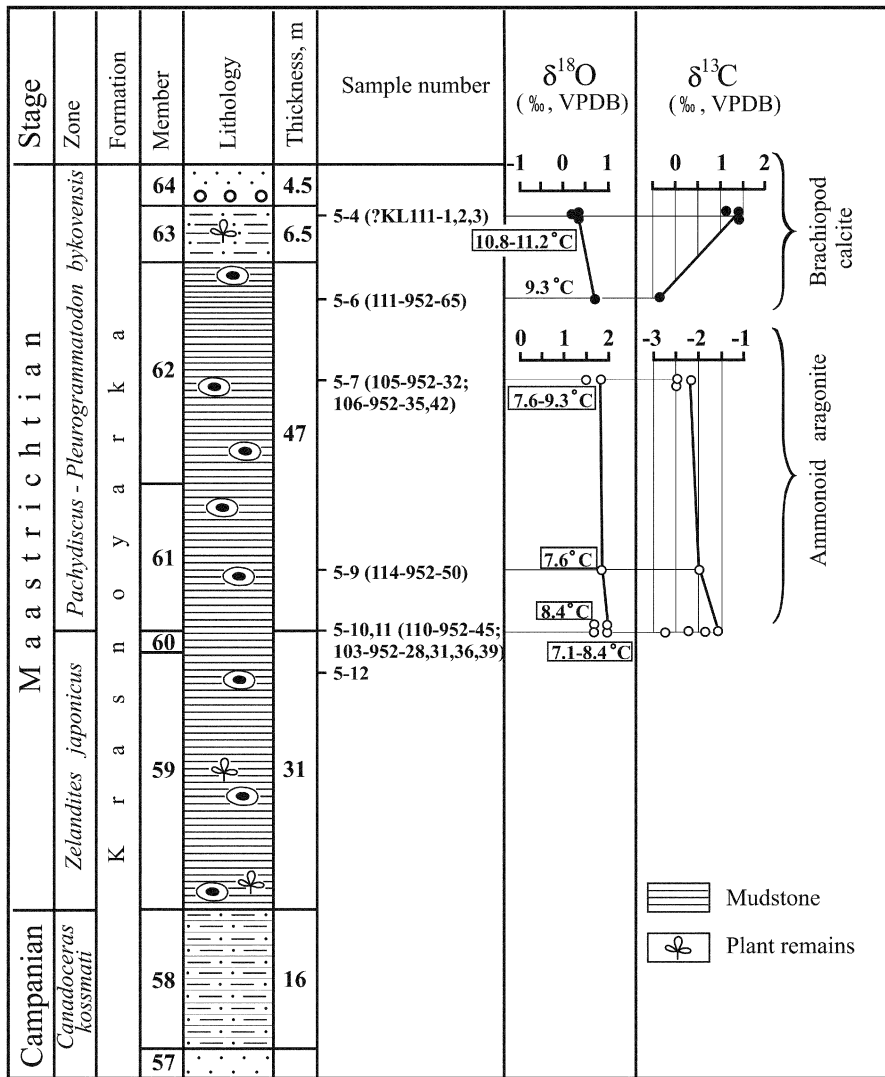 Stage
Zone
Formation
Member
Lithology
Thickness, m
Sample number
δ18O
(‰, VPDB)
δ13C
(‰, VPDB)
-1 0 1
0 1 2
Maastrichtian
Campanian
Pachydiscus - Pleurogrammatodon bykovensis
Zelandites japonicus
Canadoceras
kossmati
Krasnoyarka
64
63
62
61
60
59
58
57
4.5
6.5
47
31
16
5-4 (?KL111-1,2,3)
5-6 (111-952-65)
5-7 (105-952-32;
106-952-35,42)
5-9 (114-952-50)
5-10,11 (110-952-45;
103-952-28,31,36,39)
5-12
10.8-11.2°C
9.3°C
0 1 2
-3 -2 -1
7.6-9.3°C
7.6°C
8.4°C
7.1-8.4°C
Brachiopod
calcite
Ammonoid aragonite
Mudstone
Plant remains